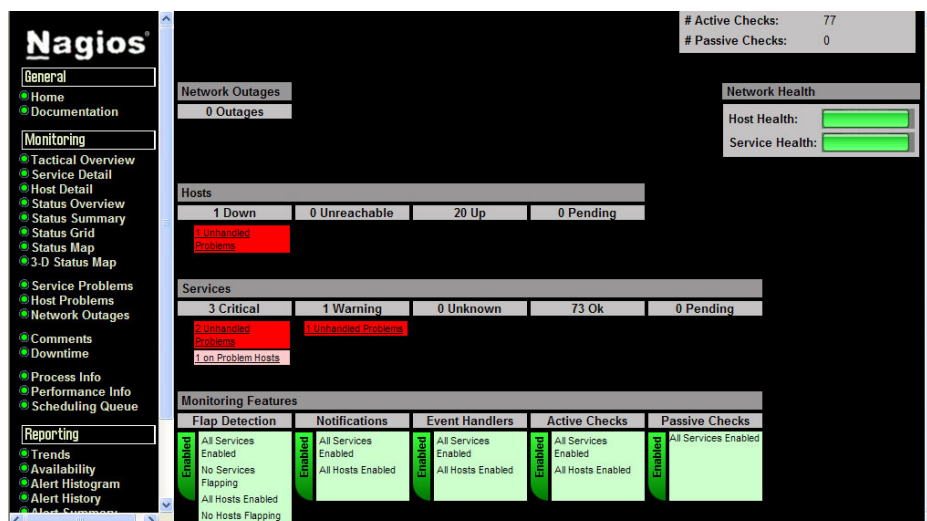 Nagios®
General
Home
Documentation
Monitoring
Tactical Overview
Service Detail
Host Detail
Status Overview
Status Summary
Status Grid
Status Map
3-D Status Map
Service Problems
Host Problems
Network Outages
Comments
Downtime
Process Info
Performance Info
Scheduling Queue
Reporting
Trends
Availability
Alert Histogram
Alert History
Alert Summary
# Active Checks: 77
# Passive Checks: 0
Network Outages
0 Outages
Network Health
Host Health:
Service Health:
Hosts
1 Down 0 Unreachable 20 Up 0 Pending
1 Unhandled
Problems
Services
3 Critical 1 Warning 0 Unknown 73 Ok 0 Pending
2 Unhandled
Problems
1 on Problem Hosts
1 Unhandled Problems
Monitoring Features
Flap Detection Notifications Event Handlers Active Checks Passive Checks
Enabled
All Services
Enabled
No Services
Flapping
All Hosts Enabled
No Hosts Flapping
Enabled
All Services
Enabled
All Hosts Enabled
Enabled
All Services
Enabled
All Hosts Enabled
Enabled
All Services
Enabled
All Hosts Enabled
Enabled
All Services Enabled